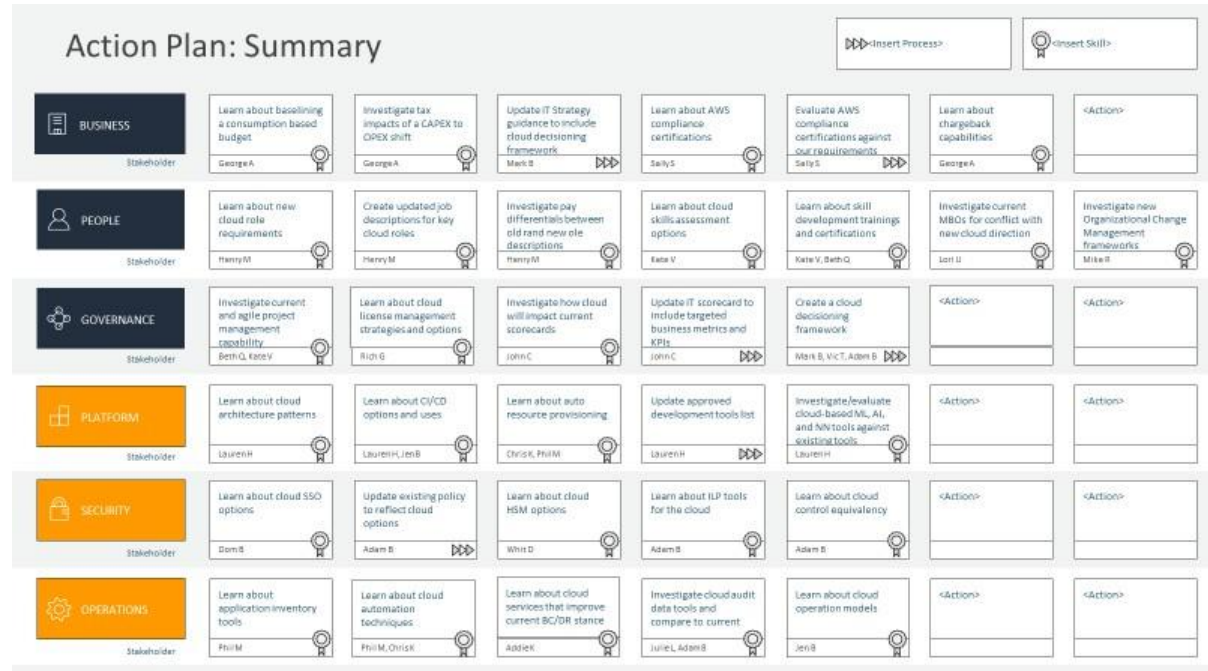 Action Plan: Summary
<Insert Process>
<Insert Skill>
BUSINESS
Stakeholder
Learn about baselining
a consumption based
budget
George A
Investigate tax
impacts of a CAPEX to
OPEX shift
George A
Update IT Strategy
guidance to include
cloud decisioning
framework
Mark B
Learn about AWS
compliance
certifications
Sally S
Evaluate AWS
compliance
certifications against
our requirements
Sally S
Learn about
chargeback
capabilities
George A
<Action>
PEOPLE
Stakeholder
Learn about new
cloud role
requirements
Henry M
Create updated job
descriptions for key
cloud roles
Henry M
Investigate pay
differentials between
old rand new ole
descriptions
Henry M
Learn about cloud
skills assessment
options
Kate V
Learn about skill
development trainings
and certifications
Kate V, Beth Q
Investigate current
MBOs for conflict with
new cloud direction
Lori U
Investigate new
Organizational Change
Management
frameworks
Mike R
GOVERNANCE
Stakeholder
Investigate current
and agile project
management
capability
Beth Q, Kate V
Learn about cloud
license management
strategies and options
Rich G
Investigate how cloud
will impact current
scorecards
John C
Update IT scorecard to
include targeted
business metrics and
KPIs
John C
Create a cloud
decisioning
framework
Mark B, Vic T, Adam B
<Action>
<Action>
PLATFORM
Stakeholder
Learn about cloud
architecture patterns
Lauren H
Learn about CI/CD
options and uses
Lauren H, Jen B
Learn about auto
resource provisioning
Chris K, Phil M
Update approved
development tools list
Lauren H
Investigate/evaluate
cloud-based ML, AI,
and NN tools against
existing tools
Lauren H
<Action>
<Action>
SECURITY
Stakeholder
Learn about cloud SSO
options
Dom B
Update existing policy
to reflect cloud
options
Adam B
Learn about cloud
HSM options
Whit D
Learn about ILP tools
for the cloud
Adam B
Learn about cloud
control equivalency
Adam B
<Action>
<Action>
OPERATIONS
Stakeholder
Learn about
application inventory
tools
Phil M
Learn about cloud
automation
techniques
Phil M, Chris K
Learn about cloud
services that improve
current BC/DR stance
Addie K
Investigate cloud audit
data tools and
compare to current
Julie L, Adam B
Learn about cloud
operation models
Jen B
<Action>
<Action>